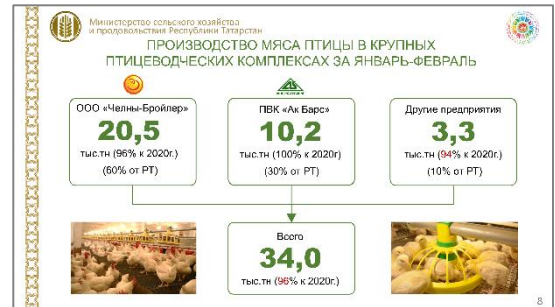 Министерство сельского хозяйства
и продовольствия Республики Татарстан
ПРОИЗВОДСТВО МЯСА ПТИЦЫ В КРУПНЫХ
ПТИЦЕВОДЧЕСКИХ КОМПЛЕКСАХ ЗА ЯНВАРЬ-ФЕВРАЛЬ
ООО «Челны-Бройлер»
20,5
тыс.тн (96% к 2020г.)
(60% от РТ)
ПВК «Ак Барс»
10,2
тыс.тн (100% к 2020г)
(30% от РТ)
Другие предприятия
3,3
тыс.тн (94% к 2020г.)
(10% от РТ)
Всего
34,0
тыс.тн (96% к 2020г.)
8